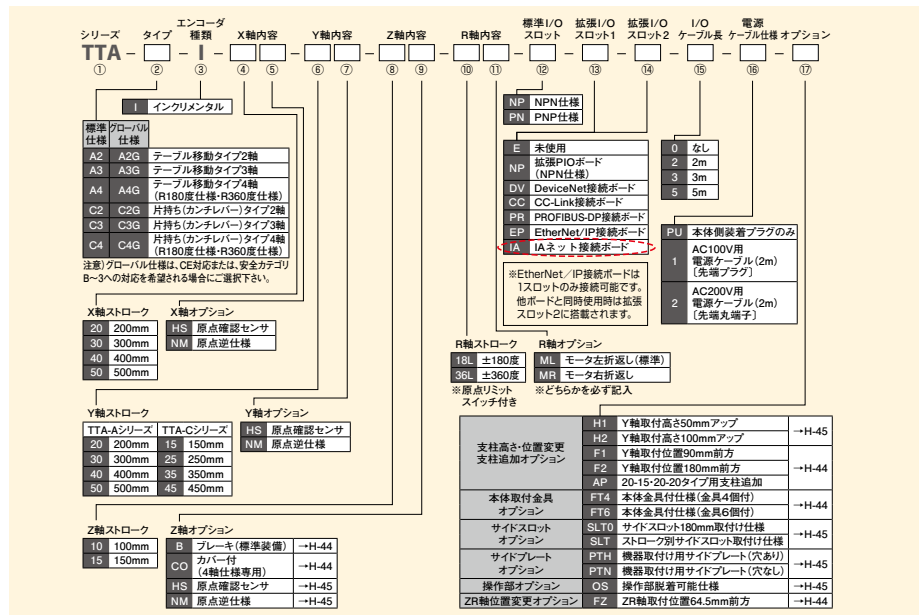 シリーズ
タイプ
エンコーダ
種類
X軸内容
Y軸内容
Z軸内容
R軸内容
標準I/O
スロット
拡張I/O
スロット1
拡張I/O
スロット2
I/O
ケーブル長
電源
ケーブル仕様
オプション
TTA - □ - I - □□ - □□ - □□ - □□ - □ - □ - □ - □ - □ - □
① ② ③ ④ ⑤ ⑥ ⑦ ⑧ ⑨ ⑩ ⑪ ⑫ ⑬ ⑭ ⑮ ⑯ ⑰
I インクリメンタル
標準
仕様
グローバル
仕様
A2 A2G テーブル移動タイプ2軸
A3 A3G テーブル移動タイプ3軸
A4 A4G テーブル移動タイプ4軸
(R180度仕様・R360度仕様)
C2 C2G 片持ち(カンチレバー)タイプ2軸
C3 C3G 片持ち(カンチレバー)タイプ3軸
C4 C4G 片持ち(カンチレバー)タイプ4軸
(R180度仕様・R360度仕様)
注意)グローバル仕様は、CE対応または、安全カテゴリ
B〜3への対応を希望される場合にご選択下さい。
X軸ストローク
20 200mm
30 300mm
40 400mm
50 500mm
X軸オプション
HS 原点確認センサ
NM 原点逆仕様
Y軸ストローク
TTA-Aシリーズ TTA-Cシリーズ
20 200mm 15 150mm
30 300mm 25 250mm
40 400mm 35 350mm
50 500mm 45 450mm
Y軸オプション
HS 原点確認センサ
NM 原点逆仕様
Z軸ストローク
10 100mm
15 150mm
Z軸オプション
B ブレーキ(標準装備) →H-44
CO カバー付
(4軸仕様専用) →H-44
HS 原点確認センサ →H-45
NM 原点逆仕様 →H-45
NP NPN仕様
PN PNP仕様
E 未使用
NP 拡張PIOボード
(NPN仕様)
DV DeviceNet接続ボード
CC CC-Link接続ボード
PR PROFIBUS-DP接続ボード
EP EtherNet/IP接続ボード
IA IAネット接続ボード
※EtherNet/IP接続ボードは
1スロットのみ接続可能です。
他ボードと同時使用時は拡張
スロット2に搭載されます。
0 なし
2 2m
3 3m
5 5m
PU 本体側装着プラグのみ
1 AC100V用
電源ケーブル(2m)
〔先端プラグ〕
2 AC200V用
電源ケーブル(2m)
〔先端丸端子〕
R軸ストローク
18L ±180度
36L ±360度
※原点リミット
スイッチ付き
R軸オプション
ML モータ左折返し(標準)
MR モータ右折返し
※どちらかを必ず記入
支柱高さ・位置変更
支柱追加オプション
H1 Y軸取付高さ50mmアップ
H2 Y軸取付高さ100mmアップ
→H-45
F1 Y軸取付位置90mm前方
F2 Y軸取付位置180mm前方
AP 20-15・20-20タイプ用支柱追加
→H-44
本体取付金具
オプション
FT4 本体金具付仕様(金具4個付)
FT6 本体金具付仕様(金具6個付)
→H-44
サイドスロット
オプション
SLT0 サイドスロット180mm取付け仕様
SLT ストローク別サイドスロット取付け仕様
→H-45
サイドプレート
オプション
PTH 機器取付け用サイドプレート(穴あり)
PTN 機器取付け用サイドプレート(穴なし)
→H-45
操作部オプション OS 操作部脱着可能仕様 →H-45
ZR軸位置変更オプション FZ ZR軸取付位置64.5mm前方 →H-44